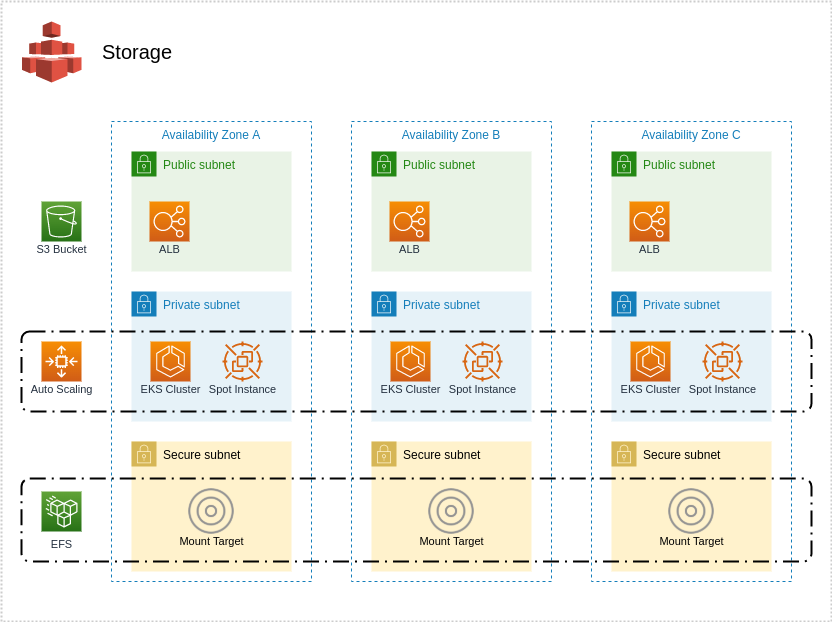 Storage
Availability Zone A
Availability Zone B
Availability Zone C
Public subnet
Public subnet
Public subnet
S3 Bucket
ALB
ALB
ALB
Private subnet
Private subnet
Private subnet
Auto Scaling
EKS Cluster
Spot Instance
EKS Cluster
Spot Instance
EKS Cluster
Spot Instance
Secure subnet
Secure subnet
Secure subnet
EFS
Mount Target
Mount Target
Mount Target